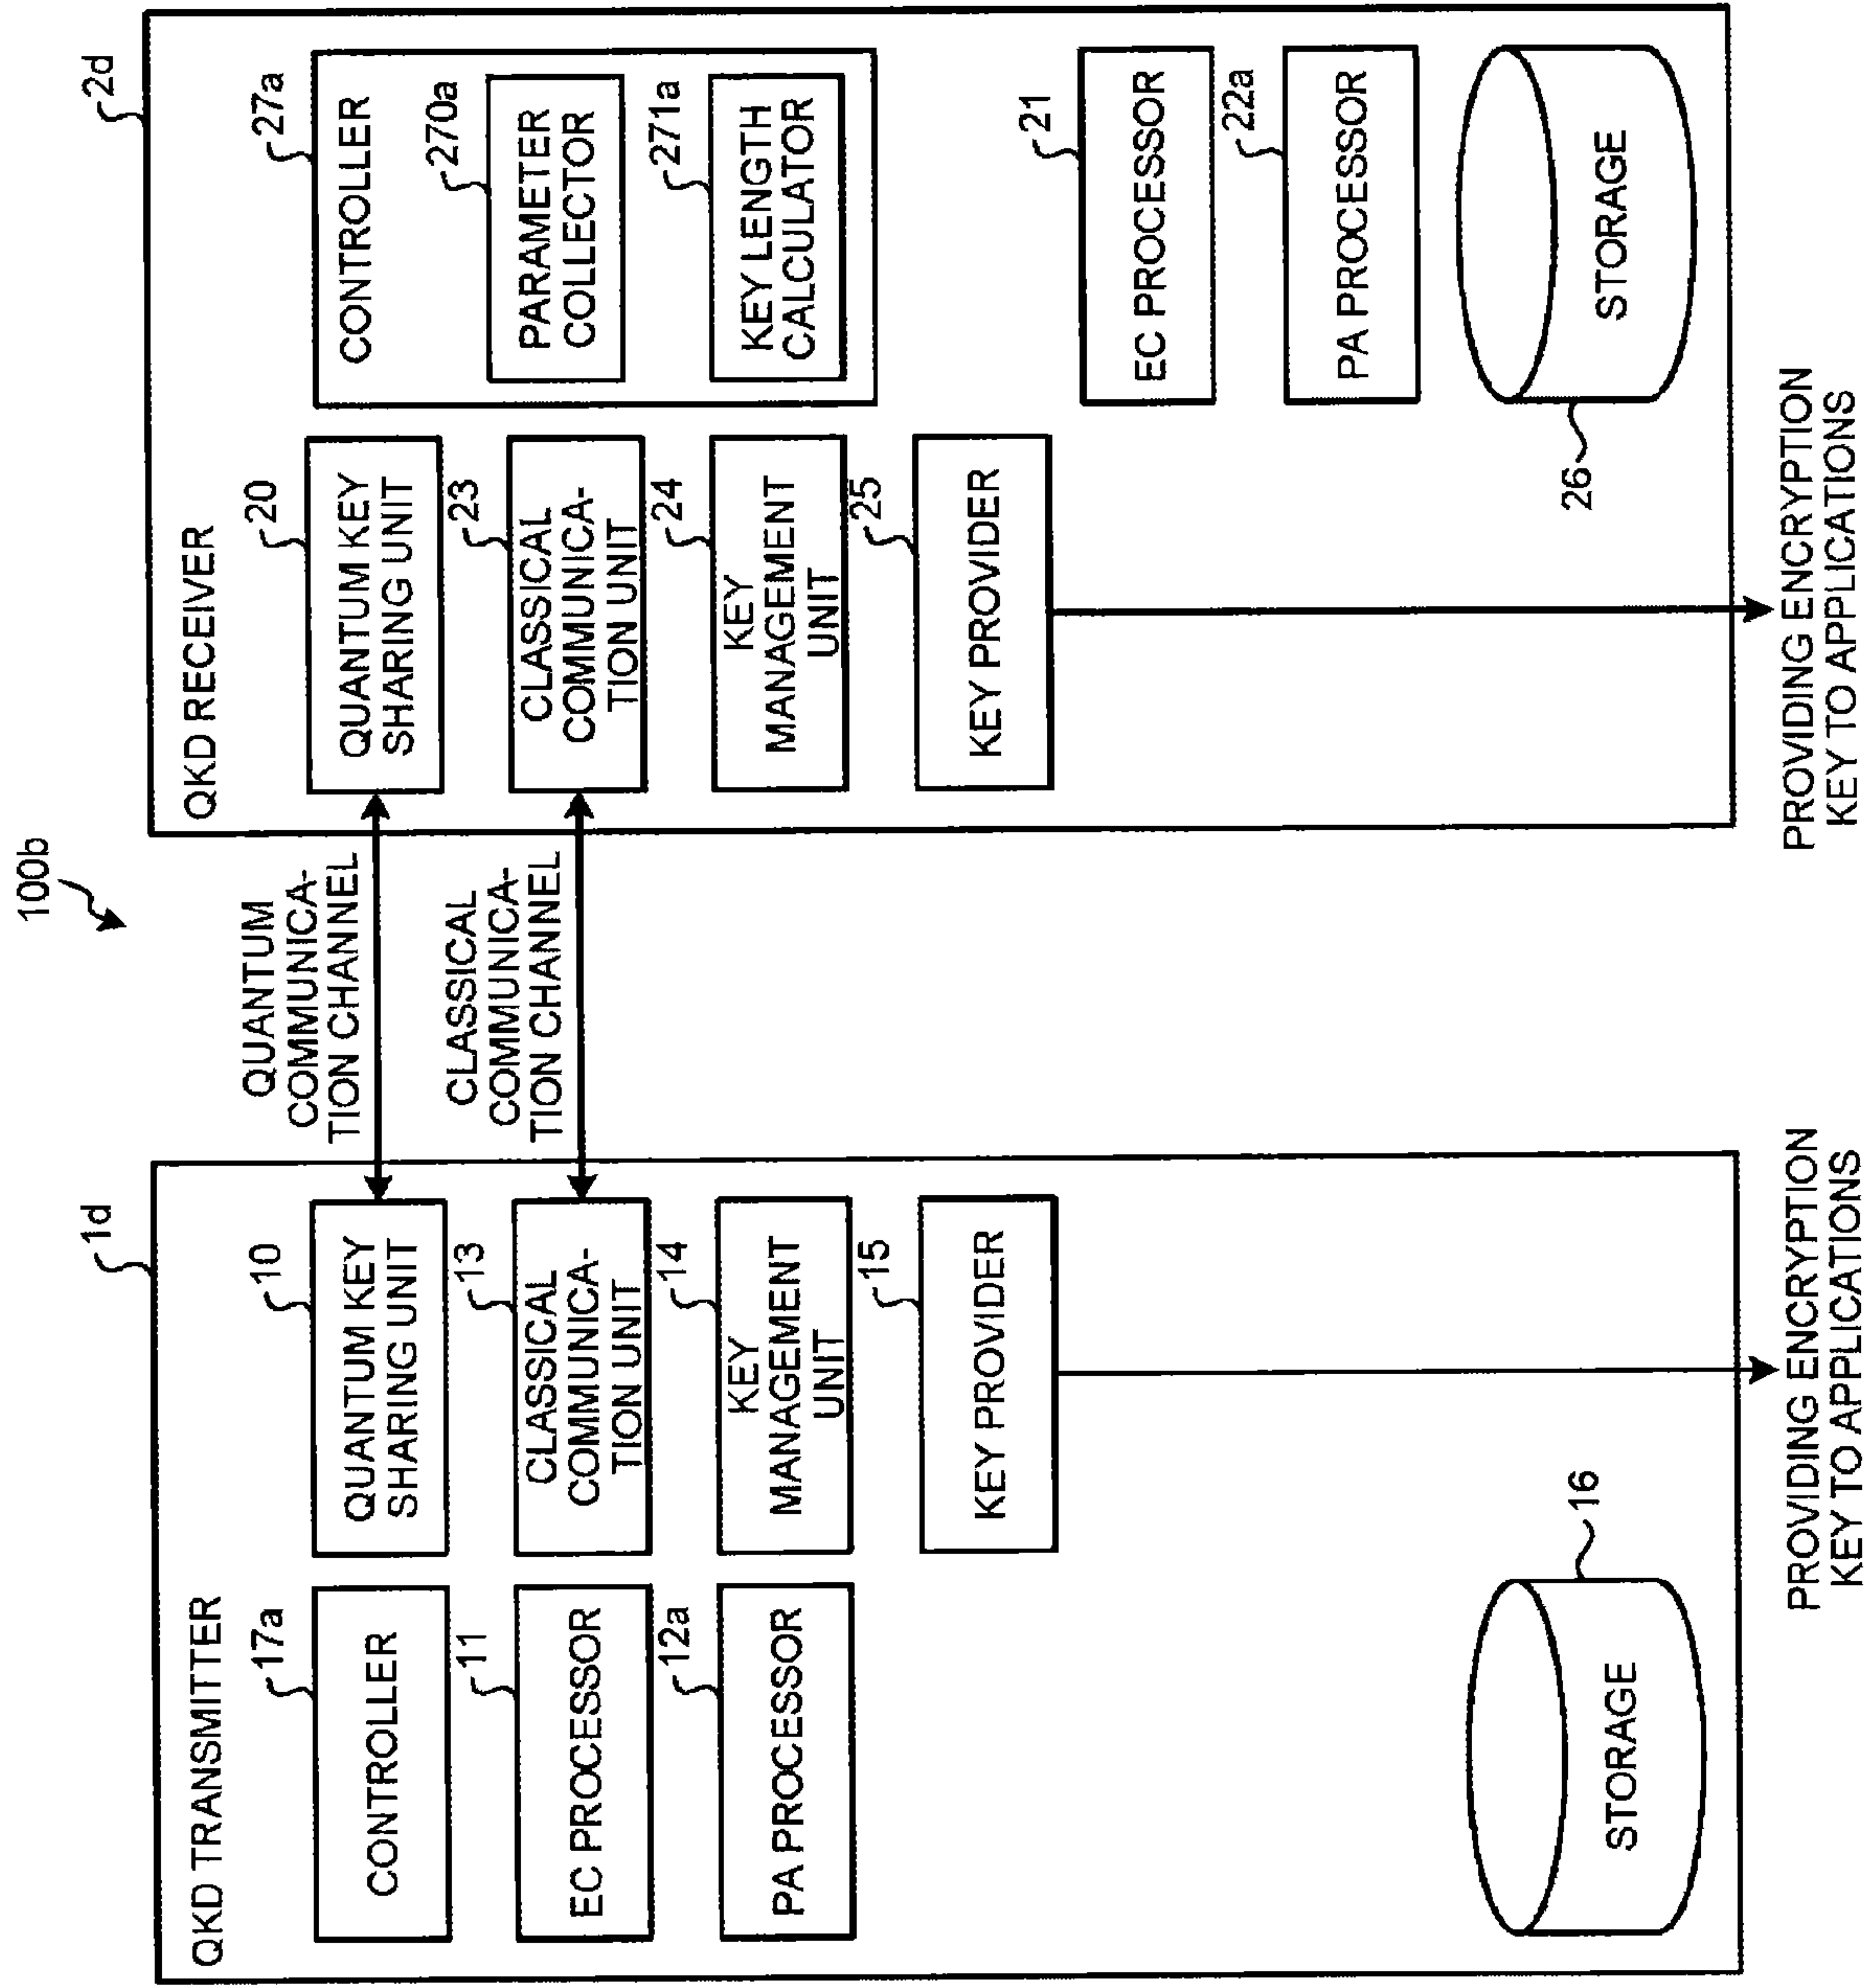 100b
1d
QKD TRANSMITTER
17a
CONTROLLER
11
EC PROCESSOR
12a
PA PROCESSOR
10
QUANTUM KEY
SHARING UNIT
13
CLASSICAL
COMMUNICA-
TION UNIT
14
KEY
MANAGEMENT
UNIT
15
KEY PROVIDER
16
STORAGE
PROVIDING ENCRYPTION
KEY TO APPLICATIONS
QUANTUM
COMMUNICA-
TION CHANNEL
CLASSICAL
COMMUNICA-
TION CHANNEL
2d
QKD RECEIVER
20
QUANTUM KEY
SHARING UNIT
23
CLASSICAL
COMMUNICA-
TION UNIT
24
KEY
MANAGEMENT
UNIT
25
KEY PROVIDER
27a
CONTROLLER
270a
PARAMETER
COLLECTOR
271a
KEY LENGTH
CALCULATOR
21
EC PROCESSOR
22a
PA PROCESSOR
26
STORAGE
PROVIDING ENCRYPTION
KEY TO APPLICATIONS